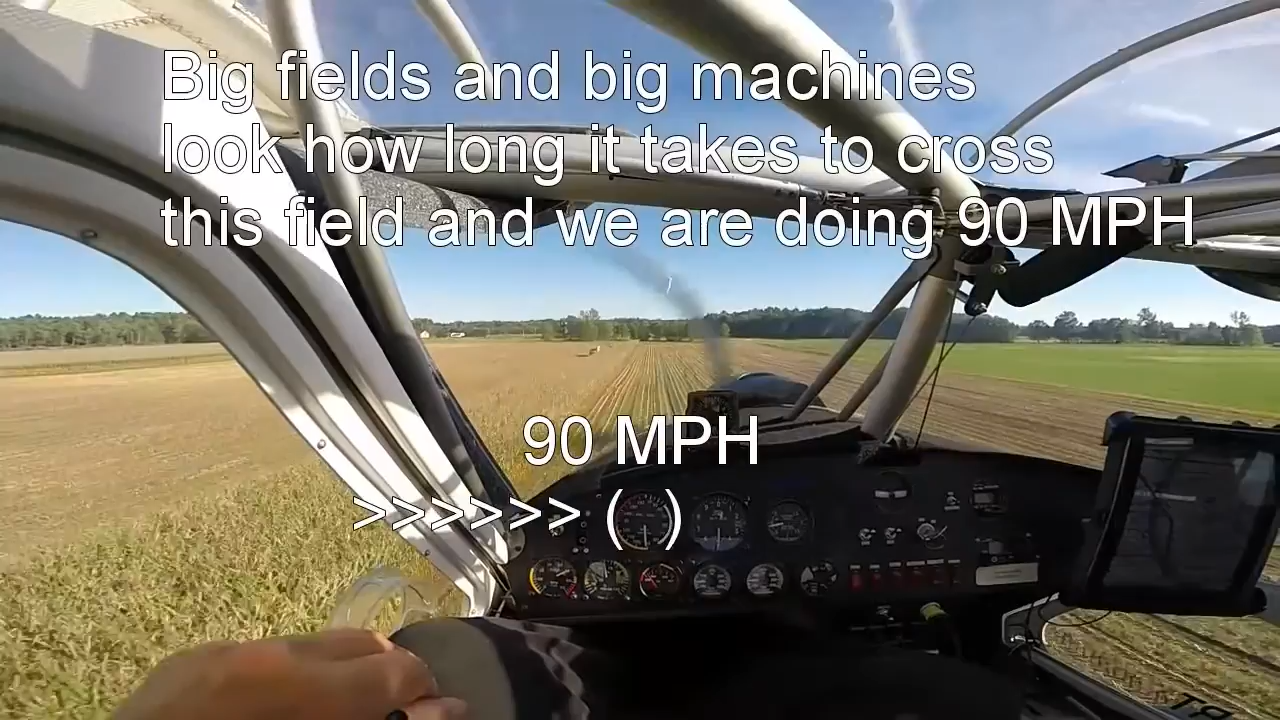 Big fields and big machines
look how long it takes to cross
this field and we are doing 90 MPH
90 MPH
>>>>>> ( )